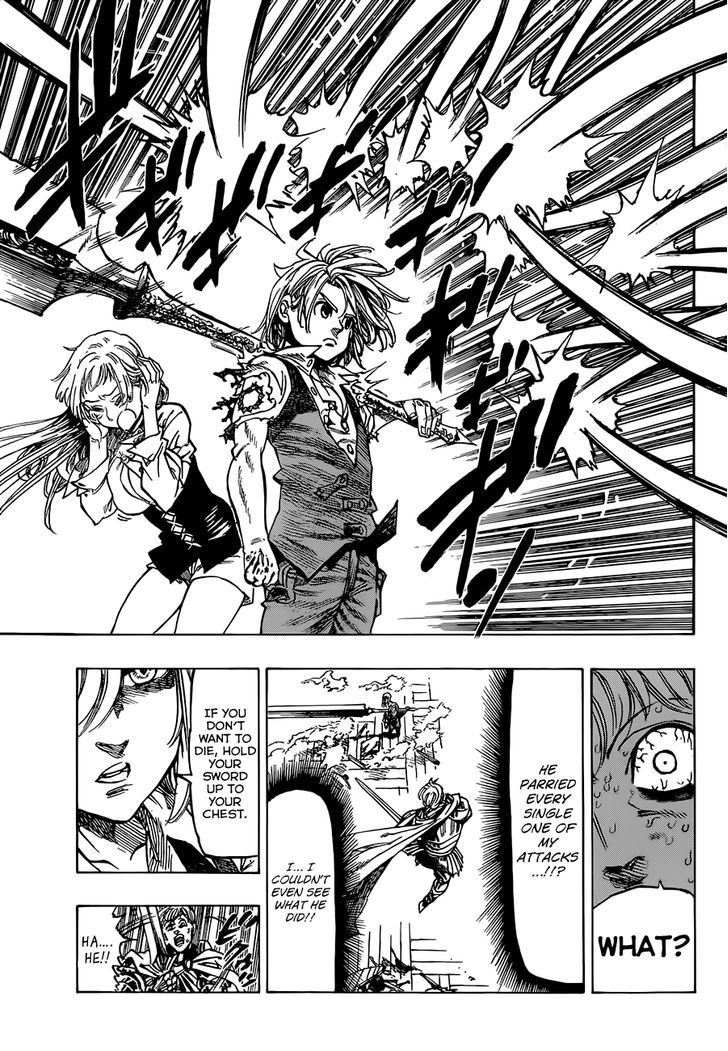 WHAT?
HE
PARRIED
EVERY
SINGLE
ONE OF
MY
ATTACKS
...!!?
I... I
COULDN'T
EVEN SEE
WHAT HE
DID!!
IF YOU
DON'T
WANT TO
DIE, HOLD
YOUR
SWORD
UP TO
YOUR
CHEST.
HA....
HE!!